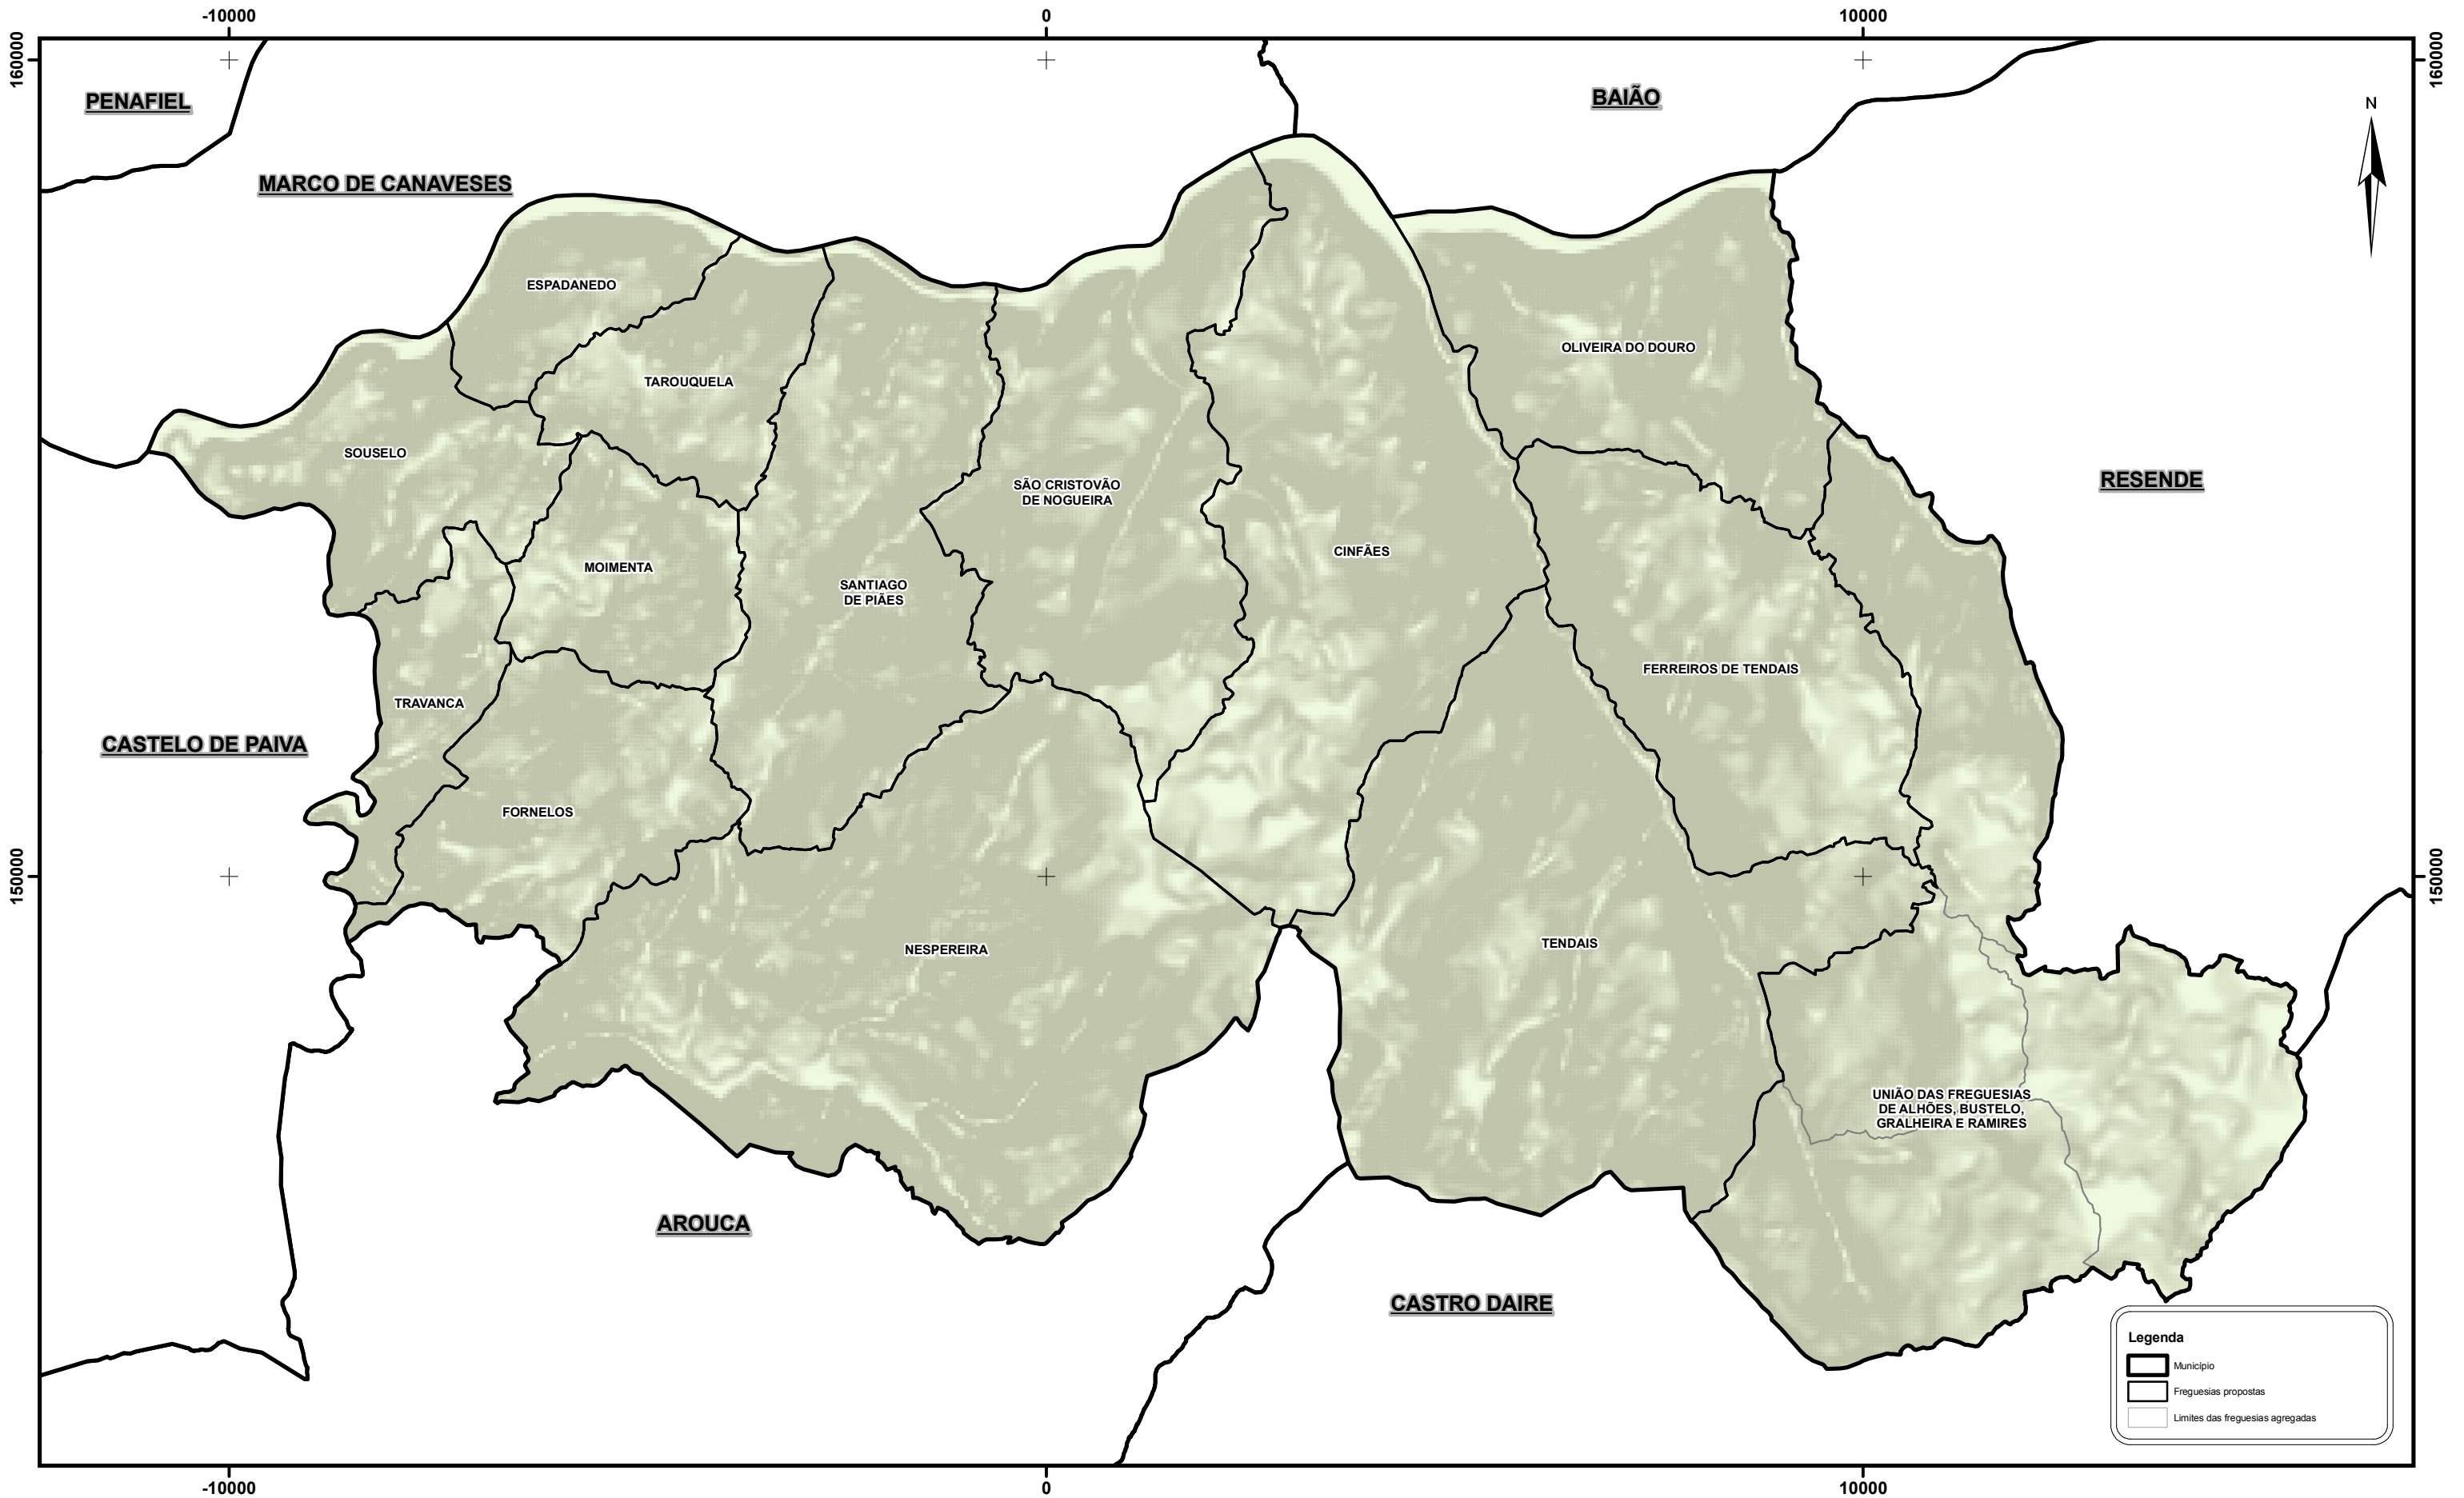 -10000
0
10000
160000
160000
PENAFIEL
BAIÃO
N
MARCO DE CANAVESES
ESPADANEDO
OLIVEIRA DO DOURO
TAROUQUELA
SOUSELO
RESENDE
SÃO CRISTOVÃO
DE NOGUEIRA
CINFÃES
MOIMENTA
SANTIAGO
DE PIÃES
FERREIROS DE TENDAIS
TRAVANCA
CASTELO DE PAIVA
FORNELOS
150000
150000
TENDAIS
NESPEREIRA
UNIÃO DAS FREGUESIAS
DE ALHÕES, BUSTELO,
GRALHEIRA E RAMIRES
AROUCA
CASTRO DAIRE
Legenda
Município
Freguesias propostas
Limites das freguesias agregadas
-10000
0
10000